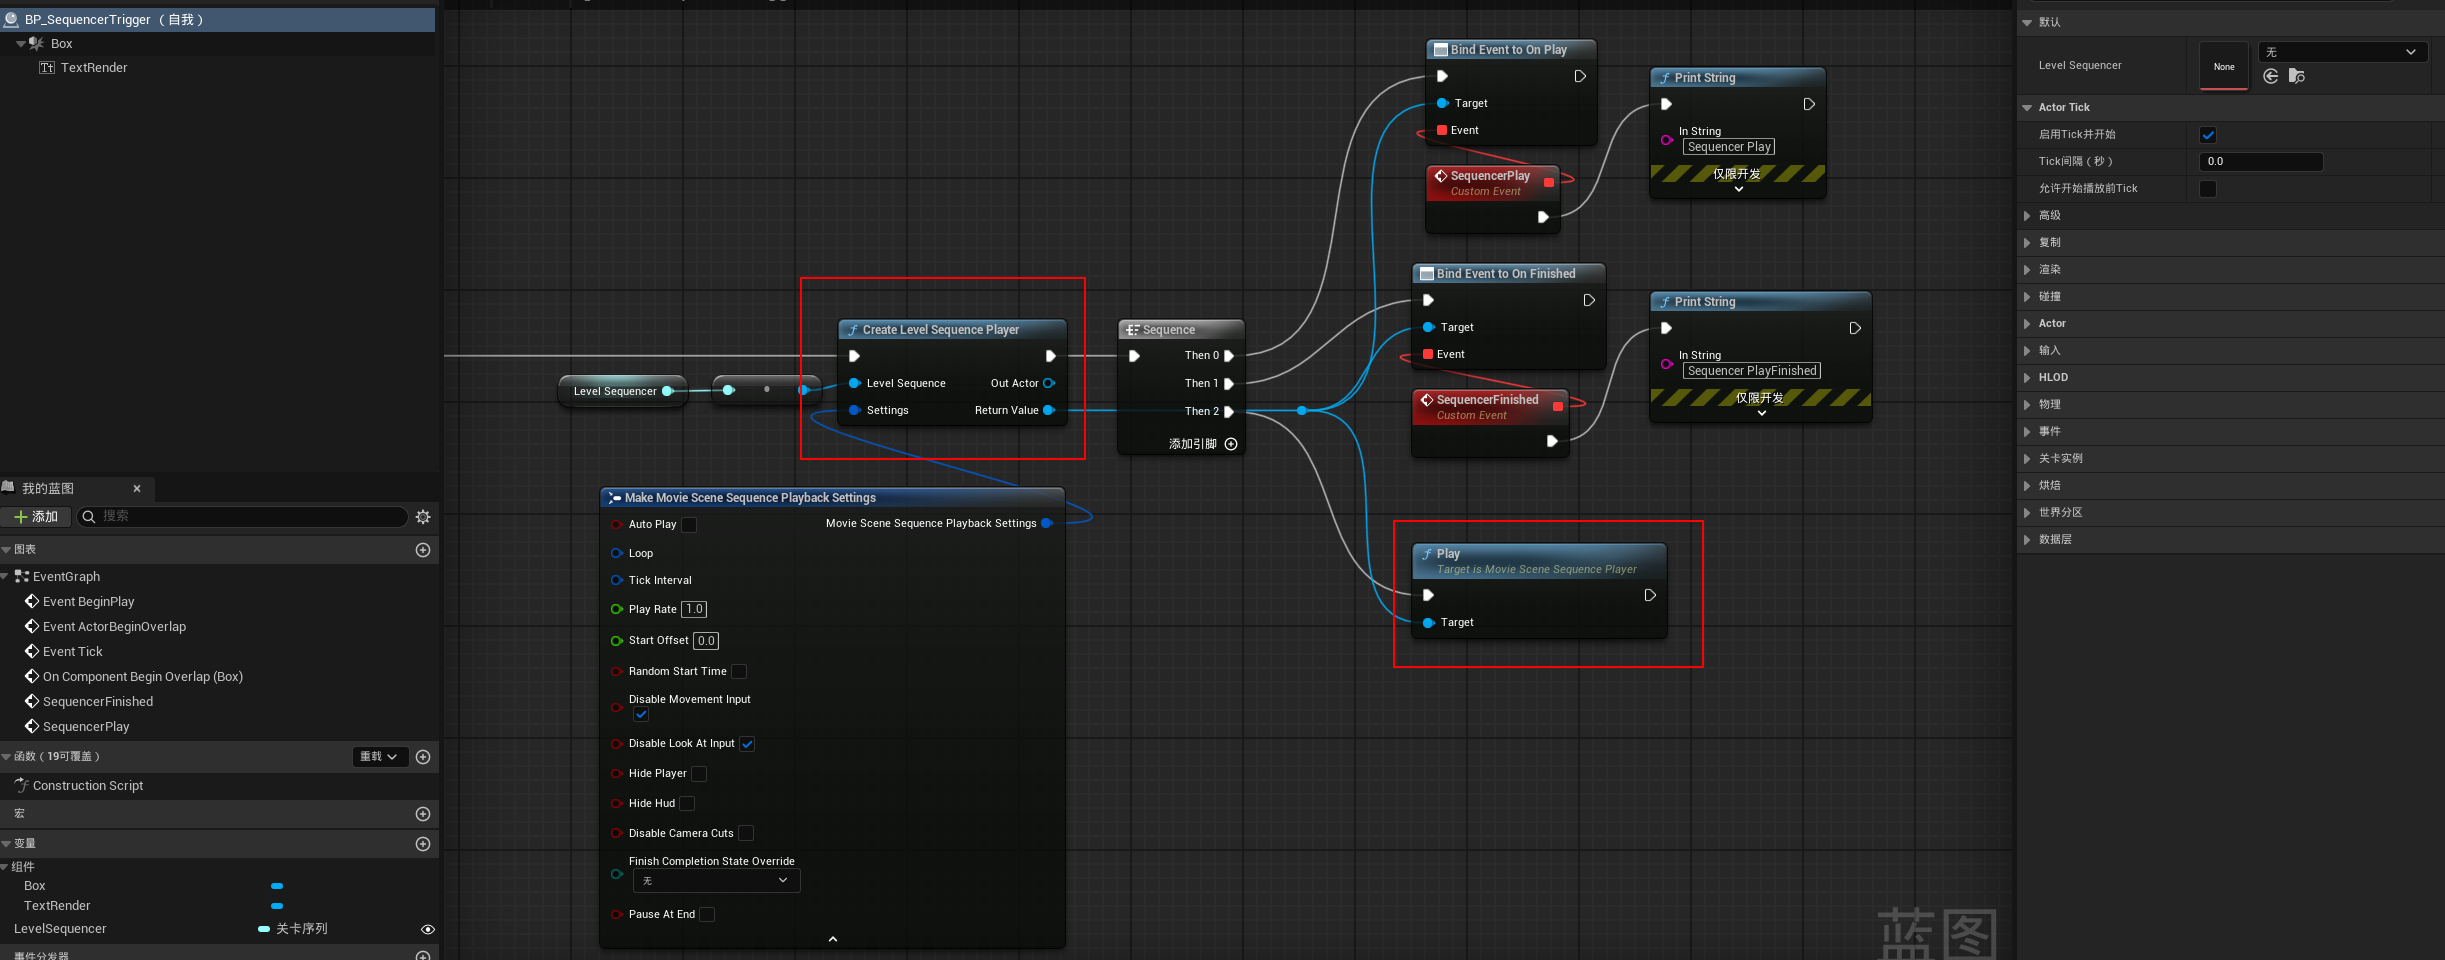 BP_SequencerTrigger （自我）
Box
TextRender
我的蓝图
添加
搜索
图表
EventGraph
Event BeginPlay
Event ActorBeginOverlap
Event Tick
On Component Begin Overlap (Box)
SequencerFinished
SequencerPlay
函数（19可覆盖）
重载
Construction Script
宏
变量
组件
Box
TextRender
LevelSequencer
关卡序列
事件分发器
Level Sequencer
Create Level Sequence Player
Level Sequence
Out Actor
Settings
Return Value
Sequence
Then 0
Then 1
Then 2
添加引脚
Make Movie Scene Sequence Playback Settings
Auto Play
Movie Scene Sequence Playback Settings
Loop
Tick Interval
Play Rate 1.0
Start Offset 0.0
Random Start Time
Disable Movement Input
Disable Look At Input
Hide Player
Hide Hud
Disable Camera Cuts
Finish Completion State Override
无
Pause At End
Bind Event to On Play
Target
Event
SequencerPlay
Custom Event
Print String
In String
Sequencer Play
仅限开发
Bind Event to On Finished
Target
Event
SequencerFinished
Custom Event
Print String
In String
Sequencer PlayFinished
仅限开发
Play
Target is Movie Scene Sequence Player
Target
蓝图
默认
Level Sequencer
None
无
Actor Tick
启用Tick并开始
Tick间隔（秒）
0.0
允许开始播放前Tick
高级
复制
渲染
碰撞
Actor
输入
HLOD
物理
事件
关卡实例
烘焙
世界分区
数据层